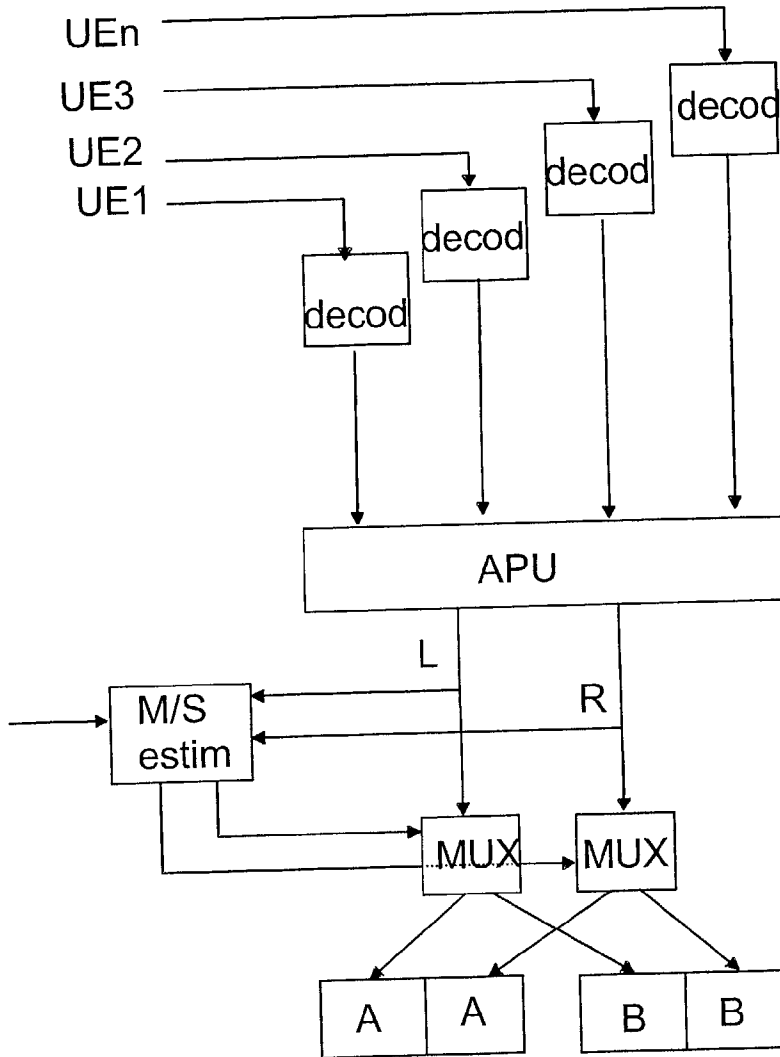 UEn
decod
UE3
decod
UE2
decod
UE1
decod
APU
L
R
M/S
estim
MUX
MUX
A
A
B
B